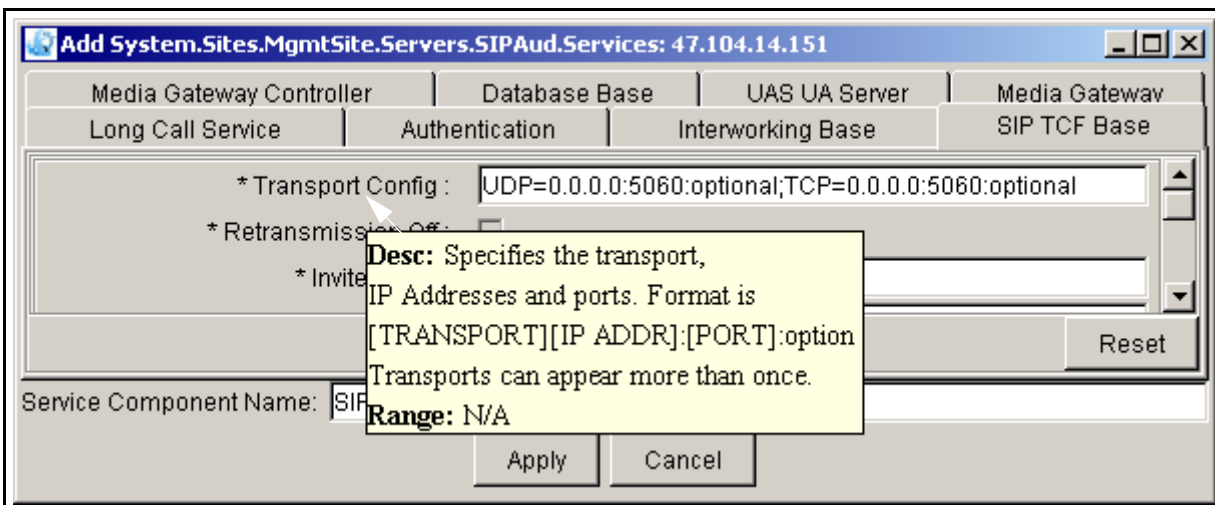 Add System.Sites.MgmtSite.Servers.SIPAud.Services: 47.104.14.151
Media Gateway Controller Database Base UAS UA Server Media Gateway
Long Call Service Authentication Interworking Base SIP TCF Base
* Transport Config : UDP=0.0.0.0:5060:optional;TCP=0.0.0.0:5060:optional
* Retransmission Off :
* Invite
Desc: Specifies the transport,
IP Addresses and ports. Format is
[TRANSPORT][IP ADDR]:[PORT]:option
Transports can appear more than once.
Range: N/A
Reset
Service Component Name: SIP
Apply Cancel